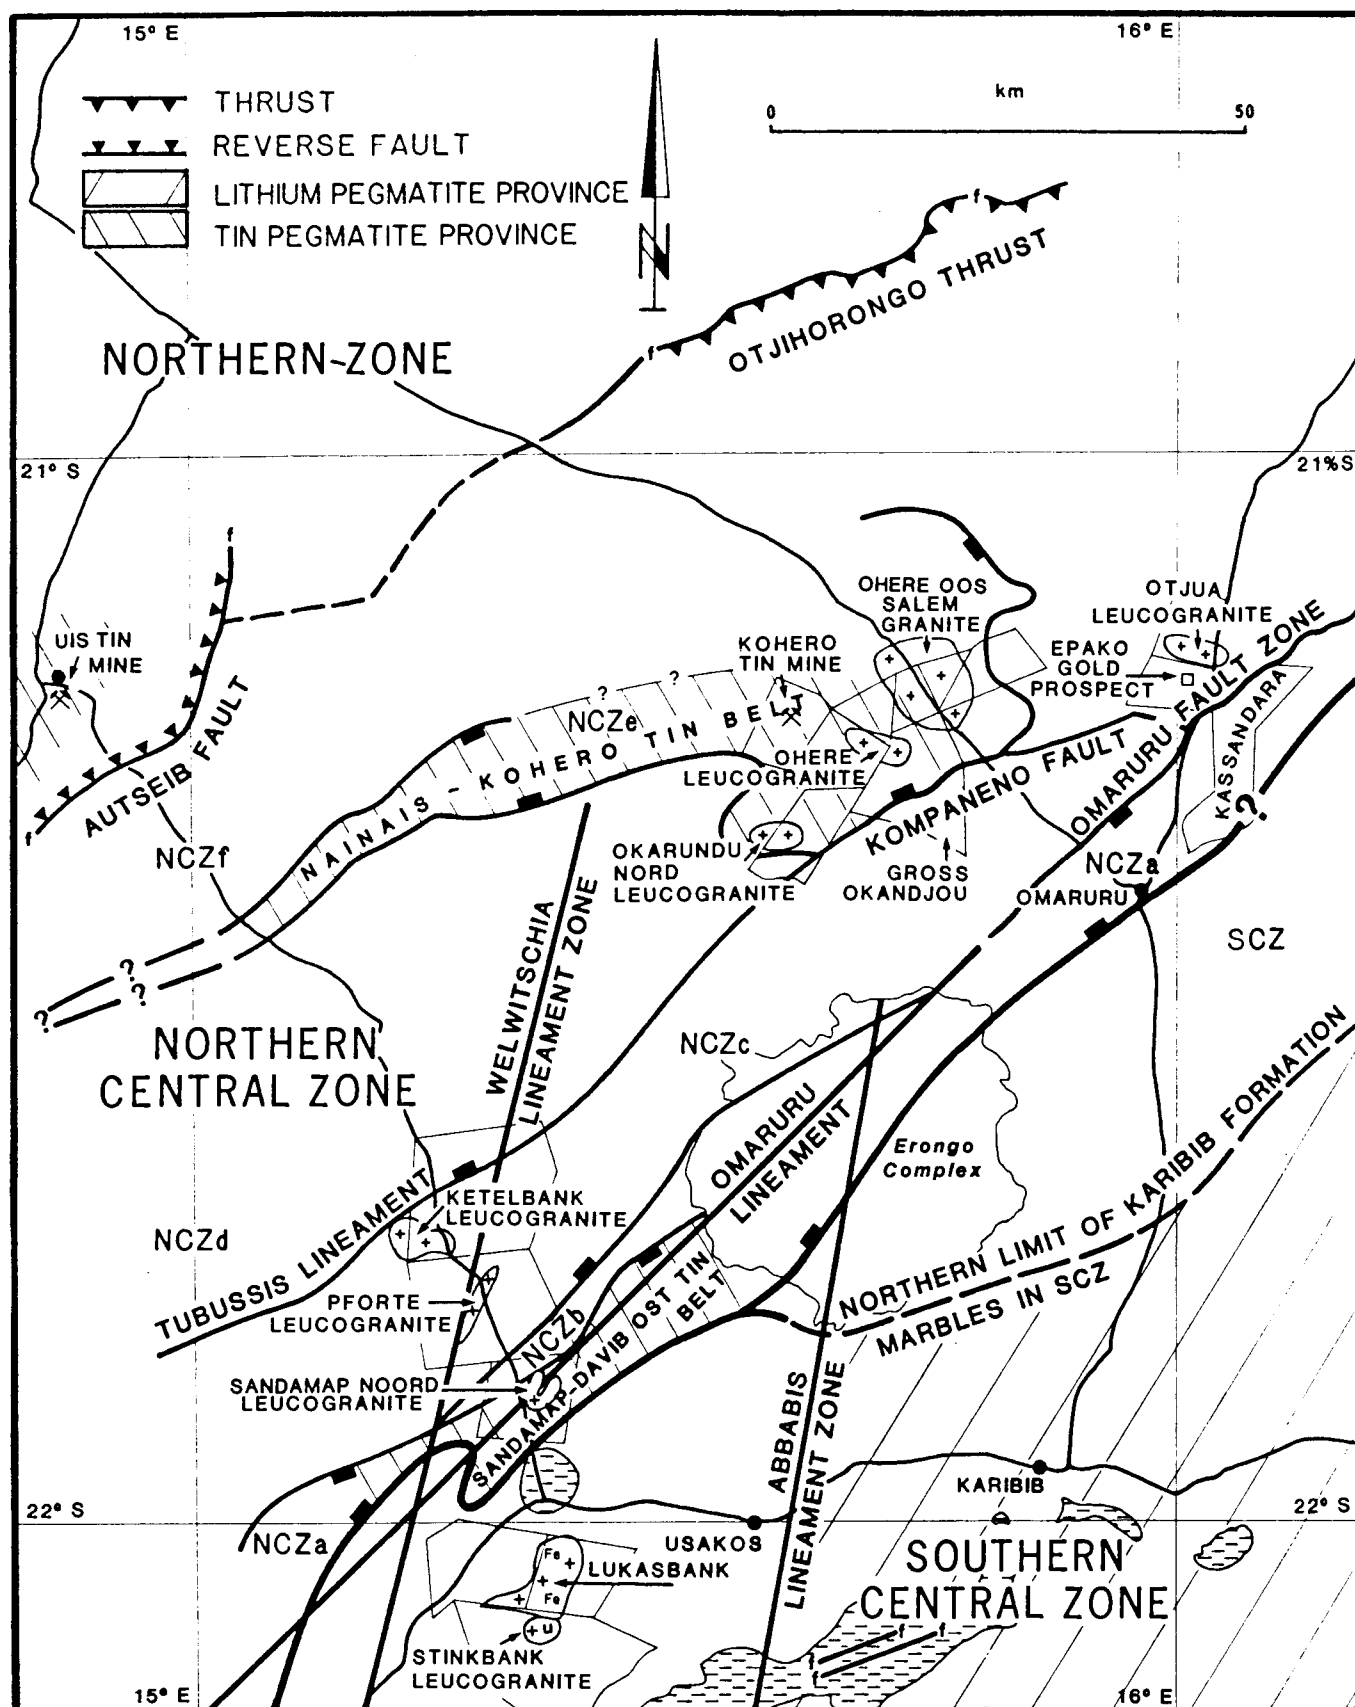 15° E
16° E
THRUST
REVERSE FAULT
LITHIUM PEGMATITE PROVINCE
TIN PEGMATITE PROVINCE
km
0
50
N
f
f
OTJIHORONGO THRUST
NORTHERN-ZONE
21° S
21%S
f
f
UIS TIN
MINE
AUTSEIB FAULT
NCZf
OHERE OOS
SALEM
GRANITE
OTJUA
LEUCOGRANITE
KOHERO
TIN MINE
EPAKO
GOLD
PROSPECT
?
?
NCZe
NAINAIS - KOHERO TIN BELT
OHERE
LEUCOGRANITE
KOMPANENO FAULT
OMARURU FAULT ZONE
KASSANDARA
?
OKARUNDU
NORD
LEUCOGRANITE
GROSS
OKANDJOU
NCZa
OMARURU
SCZ
?
?
?
WELWITSCHIA
LINEAMENT ZONE
NORTHERN
CENTRAL ZONE
NCZc
OMARURU
LINEAMENT
Erongo
Complex
NORTHERN LIMIT OF KARIBIB FORMATION
MARBLES IN SCZ
KETELBANK
LEUCOGRANITE
NCZd
TUBUSSIS LINEAMENT
PFORTE
LEUCOGRANITE
NCZb
SANDAMAP-DAVIB OST TIN
BELT
SANDAMAP NOORD
LEUCOGRANITE
ABBABIS
LINEAMENT ZONE
KARIBIB
22° S
22° S
NCZa
USAKOS
Fe
Fe
LUKASBANK
u
STINKBANK
LEUCOGRANITE
SOUTHERN
CENTRAL ZONE
f
f
f
f
15° E
16° E